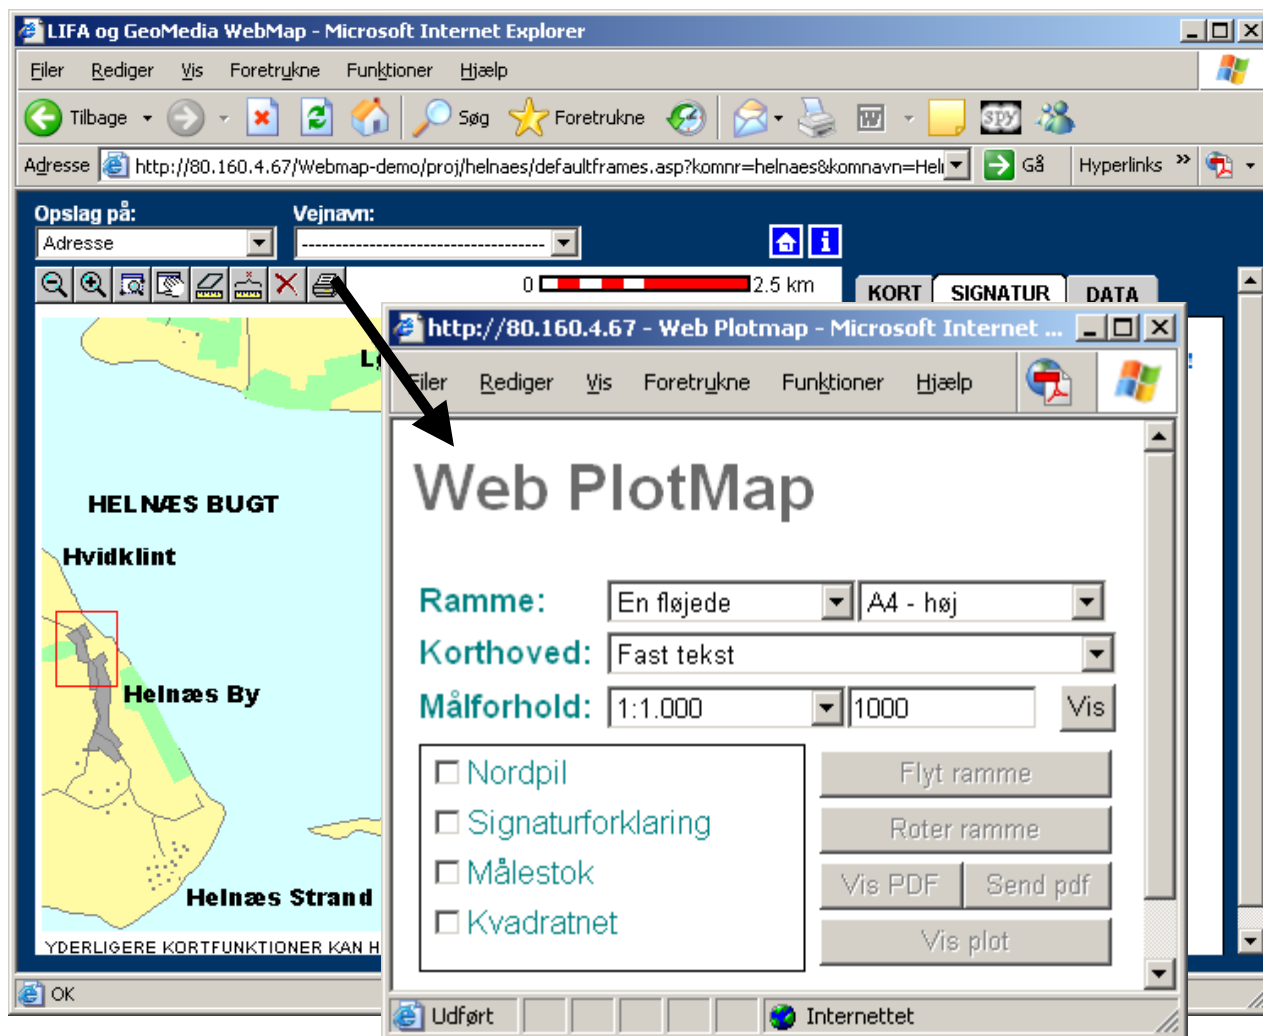 LIFA og GeoMedia WebMap - Microsoft Internet Explorer
Filer Rediger Vis Foretrukne Funktioner Hjælp
Tilbage Søg Foretrukne W SPY
Adresse http://80.160.4.67/Webmap-demo/proj/helnaes/defaultframes.asp?komnr=helnaes&komnavn=Hel Gå Hyperlinks »
Opslag på: Vejnavn:
Adresse ------------------------------------
0 2.5 km
KORT SIGNATUR DATA
HELNÆS BUGT
Hvidklint
Helnæs By
Helnæs Strand
YDERLIGERE KORTFUNKTIONER KAN H
OK
http://80.160.4.67 - Web Plotmap - Microsoft Internet ...
Filer Rediger Vis Foretrukne Funktioner Hjælp
Web PlotMap
Ramme: En fløjede A4 - høj
Korthoved: Fast tekst
Målforhold: 1:1.000 1000 Vis
Nordpil
Signaturforklaring
Målestok
Kvadratnet
Flyt ramme
Roter ramme
Vis PDF Send pdf
Vis plot
Udført Internettet